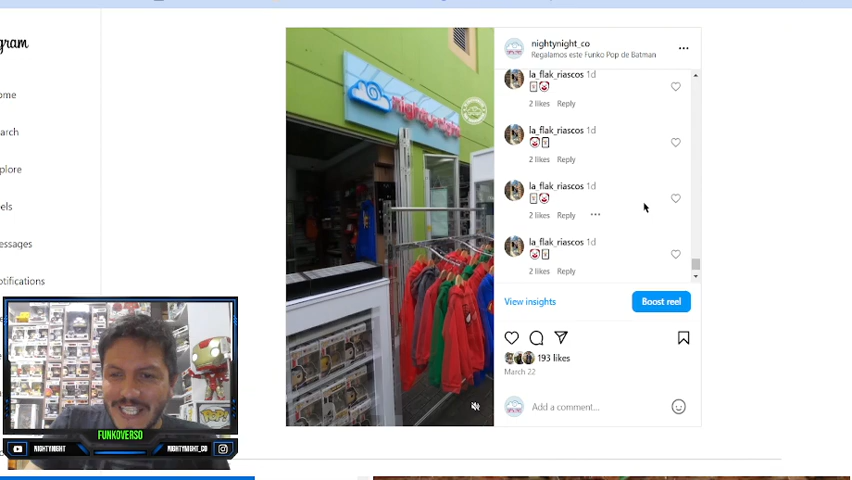 gram
ome
arch
plore
els
essages
otifications
nightynight
nightynight_co
Regalamos este Funko Pop de Batman
la_flak_riascos 1d
2 likes Reply
la_flak_riascos 1d
2 likes Reply
la_flak_riascos 1d
2 likes Reply
la_flak_riascos 1d
2 likes Reply
View insights
Boost reel
193 likes
March 22
Add a comment...
POP!
FUNKOVERSO
NIGHTYNIGHT
NIGHTYNIGHT_CO